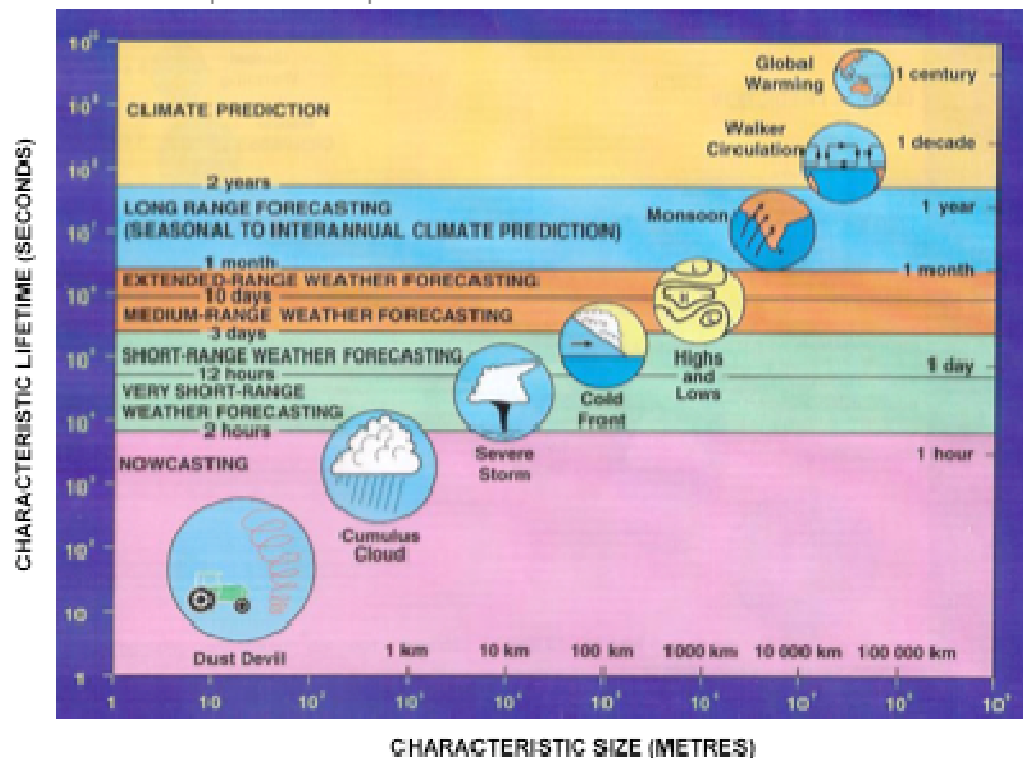 Global
Warming
1 century
CLIMATE PREDICTION
Walker
Circulation
1 decade
2 years
LONG RANGE FORECASTING
(SEASONAL TO INTERANNUAL CLIMATE PREDICTION)
Monsoon
1 year
1 month
1 month
EXTENDED-RANGE WEATHER FORECASTING
10 days
MEDIUM-RANGE WEATHER FORECASTING
3 days
SHORT-RANGE WEATHER FORECASTING
Highs
and
Lows
1 day
12 hours
VERY SHORT-RANGE
WEATHER FORECASTING
Cold
Front
2 hours
NOWCASTING
Severe
Storm
1 hour
Cumulus
Cloud
Dust Devil
1 km 10 km 100 km 1000 km 10 000 km 100 000 km
10
1
1 10
CHARACTERISTIC LIFETIME (SECONDS)
CHARACTERISTIC SIZE (METRES)